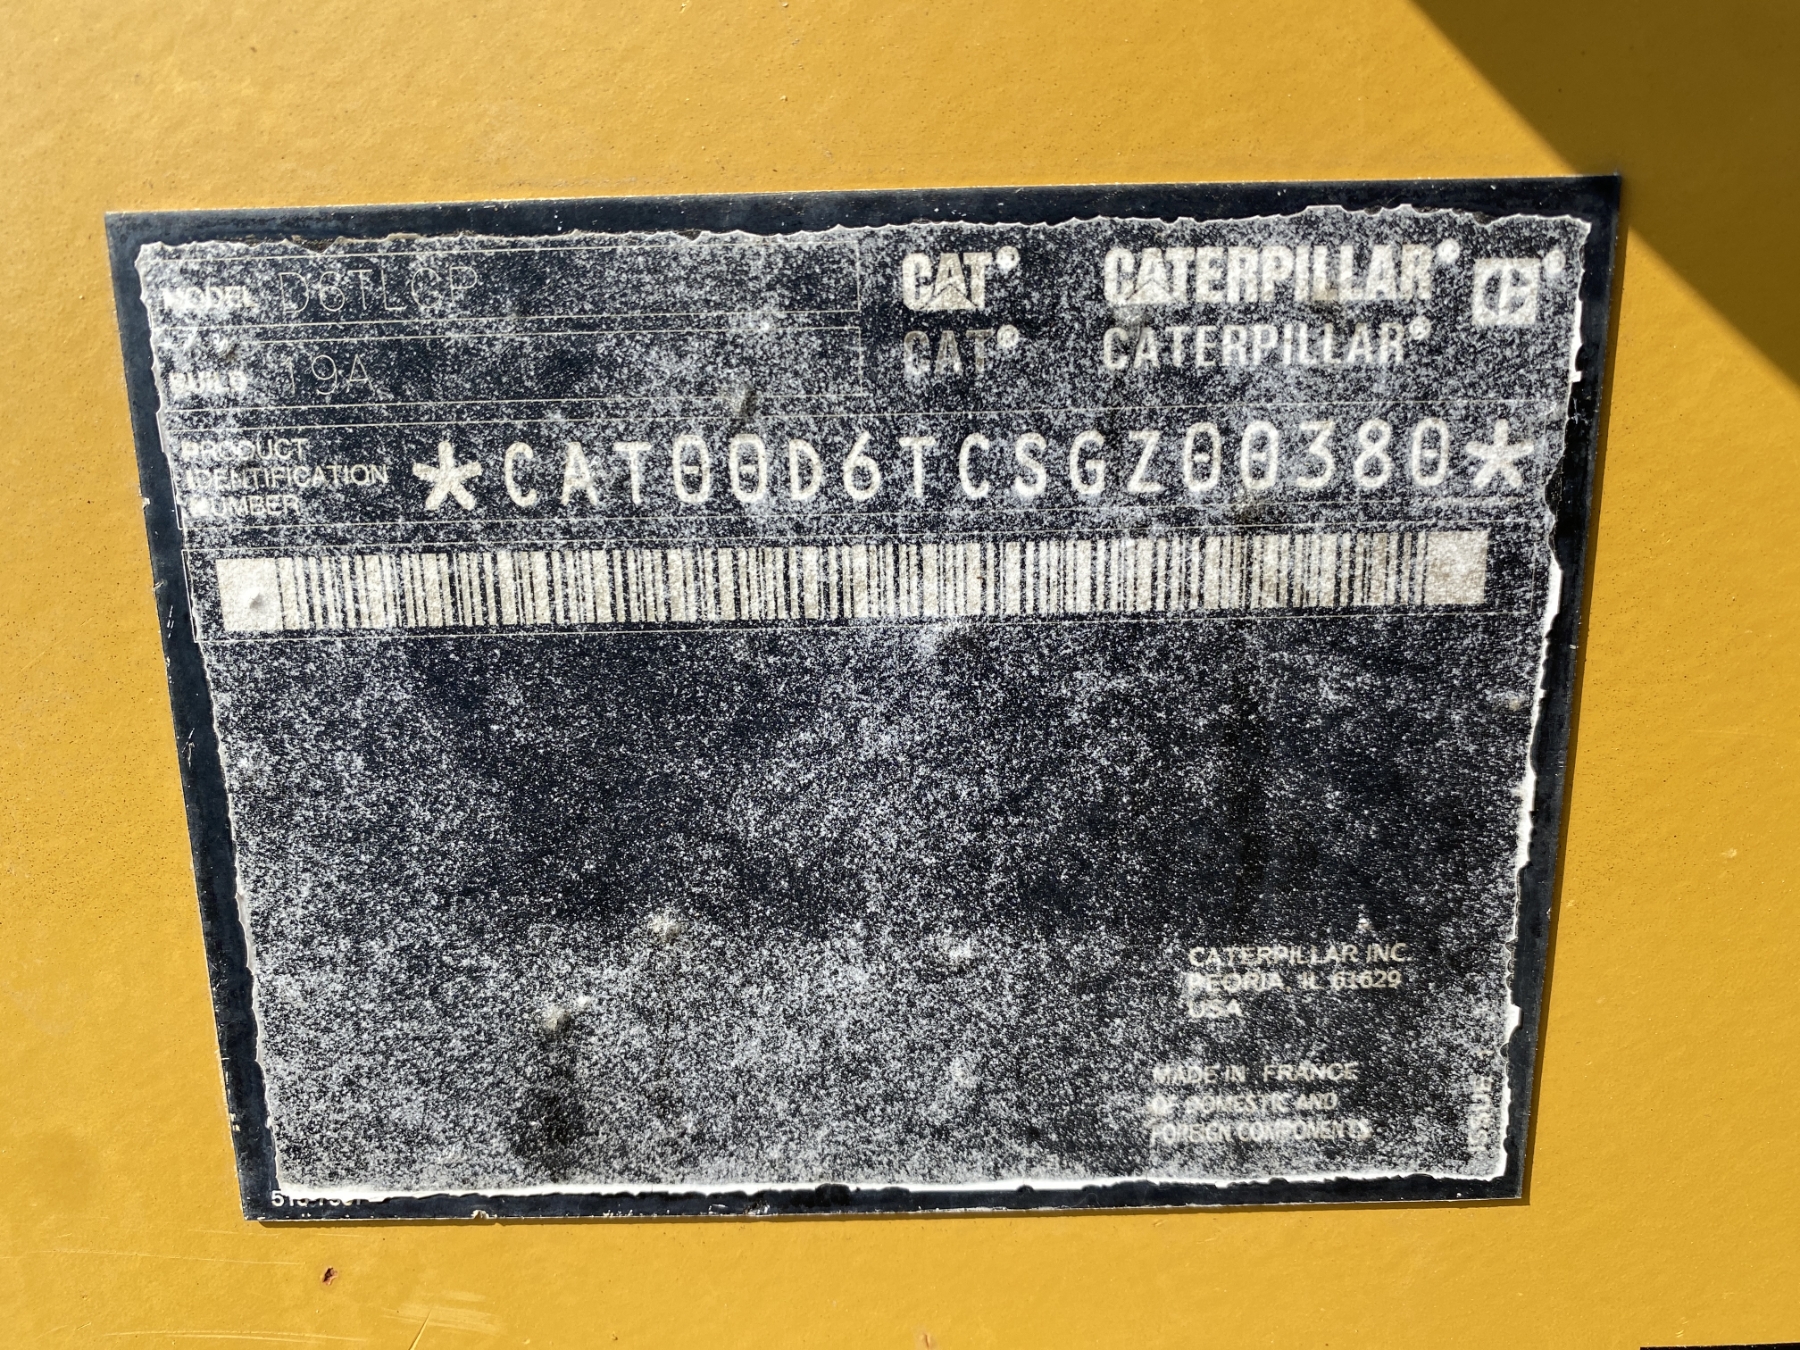 MODEL D6TLGP
CAT® CATERPILLAR®
BUILD 19A
CAT® CATERPILLAR®
PRODUCT
IDENTIFICATION
NUMBER
*CAT00D6TCSGZ00380*
CATERPILLAR INC
PEORIA, IL 61629
USA
MADE IN FRANCE
OF DOMESTIC AND
FOREIGN COMPONENTS
ISSUE